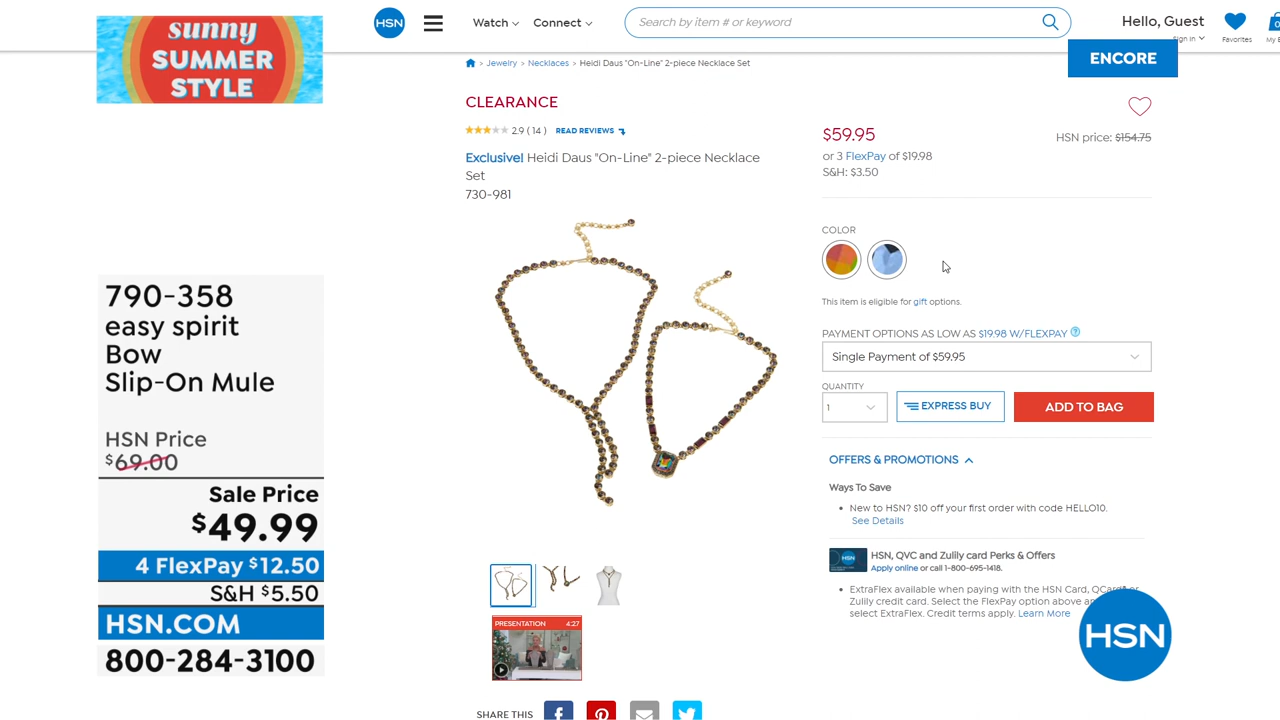 sunny
SUMMER
STYLE
HSN
Watch
Connect
Search by item # or keyword
Hello, Guest
Sign In
Favorites
0
ENCORE
> Jewelry > Necklaces > Heidi Daus "On-Line" 2-piece Necklace Set
CLEARANCE
2.9 ( 14 ) READ REVIEWS
Exclusive! Heidi Daus "On-Line" 2-piece Necklace
Set
730-981
$59.95
HSN price: $154.75
or 3 FlexPay of $19.98
S&H: $3.50
COLOR
This item is eligible for gift options.
PAYMENT OPTIONS AS LOW AS $19.98 W/FLEXPAY ?
Single Payment of $59.95
QUANTITY
1
EXPRESS BUY
ADD TO BAG
OFFERS & PROMOTIONS
Ways To Save
• New to HSN? $10 off your first order with code HELLO10.
See Details
HSN
HSN, QVC and Zulily card Perks & Offers
Apply online or call 1-800-695-1418.
• ExtraFlex available when paying with the HSN Card, QCard or
Zulily credit card. Select the FlexPay option above
select ExtraFlex. Credit terms apply. Learn More
HSN
PRESENTATION 4:27
SHARE THIS
790-358
easy spirit
Bow
Slip-On Mule
HSN Price
$69.00
Sale Price
$49.99
4 FlexPay $12.50
S&H $5.50
HSN.COM
800-284-3100